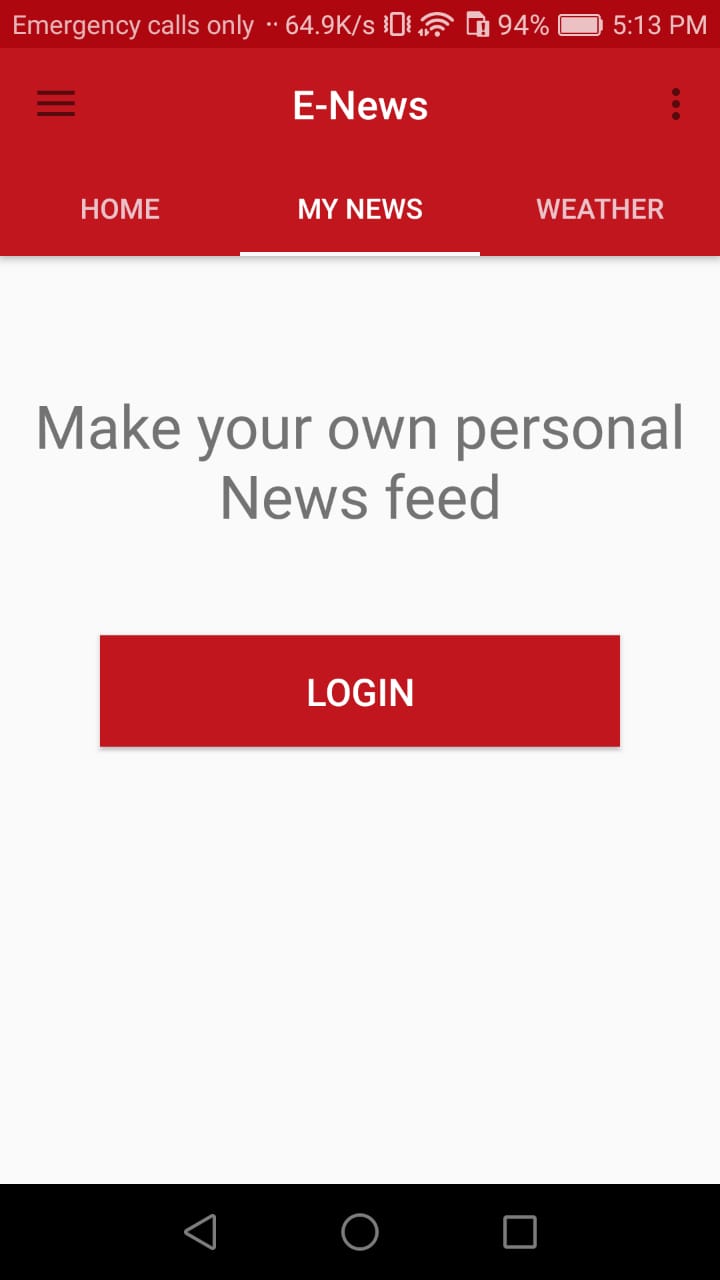 Emergency calls only ·· 64.9K/s 94% 5:13 PM
E-News
HOME MY NEWS WEATHER
Make your own personal
News feed
LOGIN